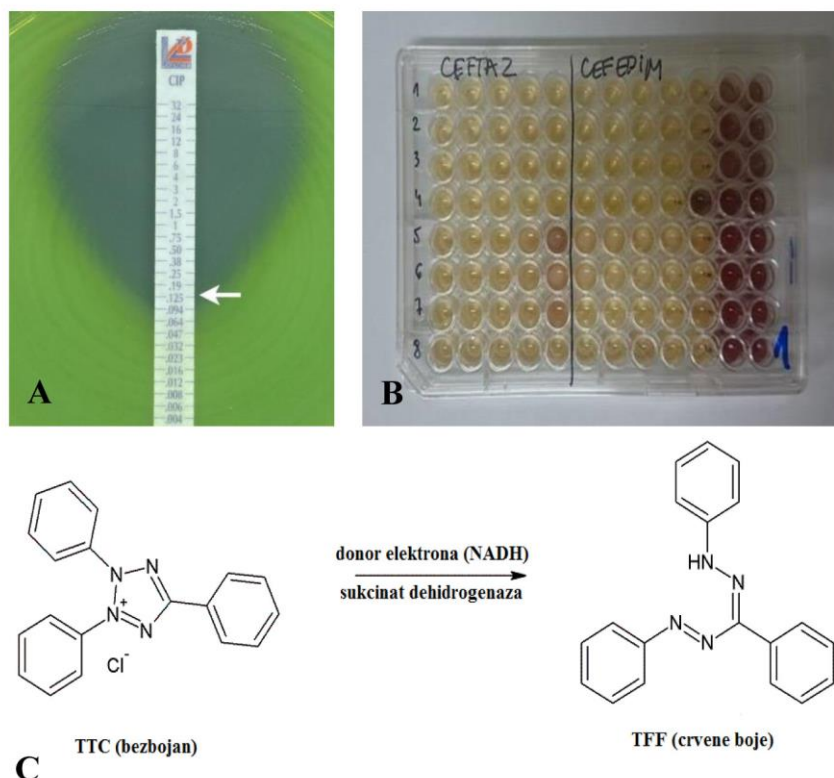 CIP
32
24
16
12
8
6
4
3
2
1.5
1
.75
.50
.38
.25
.19
.125
.094
.064
.047
.032
.023
.016
.012
.008
.006
.004
A
CEFTAZ
CEFEPIM
1
2
3
4
5
6
7
8
1
B
donor elektrona (NADH)
sukcinat dehidrogenaza
N
N
N
N
+
Cl-
HN
N
N
N
TTC (bezbojan)
TFF (crvene boje)
C